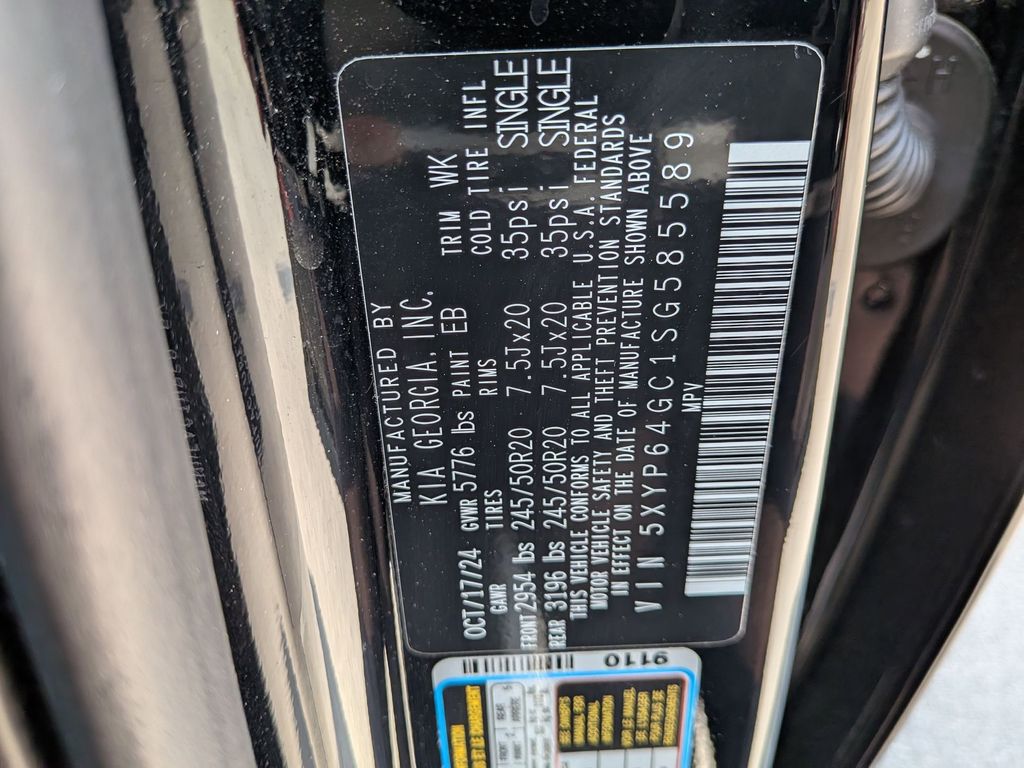 MANUFACTURED BY
KIA GEORGIA, INC.
OCT/17/24 GVWR 5776 lbs PAINT EB TRIM WK
GAWR TIRES RIMS COLD TIRE INFL
FRONT 2954 lbs 245/50R20 7.5Jx20 35psi SINGLE
REAR 3196 lbs 245/50R20 7.5Jx20 35psi SINGLE
THIS VEHICLE CONFORMS TO ALL APPLICABLE U.S.A. FEDERAL
MOTOR VEHICLE SAFETY AND THEFT PREVENTION STANDARDS
IN EFFECT ON THE DATE OF MANUFACTURE SHOWN ABOVE
VIN 5XYP64GC1SG585589
MPV
9110